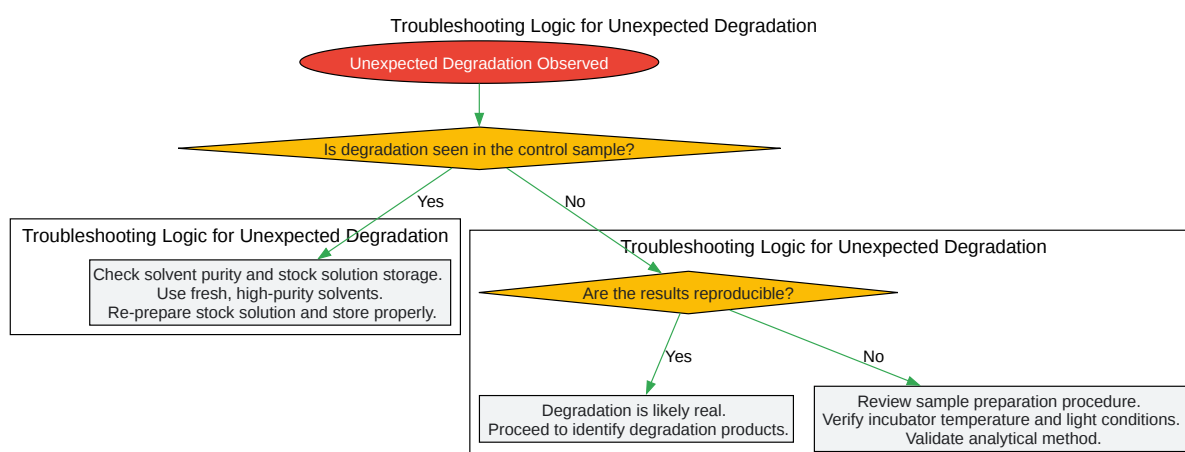 Troubleshooting Logic for Unexpected Degradation
Unexpected Degradation Observed
Is degradation seen in the control sample?
Yes
No
Troubleshooting Logic for Unexpected Degradation
Check solvent purity and stock solution storage.
Use fresh, high-purity solvents.
Re-prepare stock solution and store properly.
Troubleshooting Logic for Unexpected Degradation
Are the results reproducible?
Yes
No
Degradation is likely real.
Proceed to identify degradation products.
Review sample preparation procedure.
Verify incubator temperature and light conditions.
Validate analytical method.